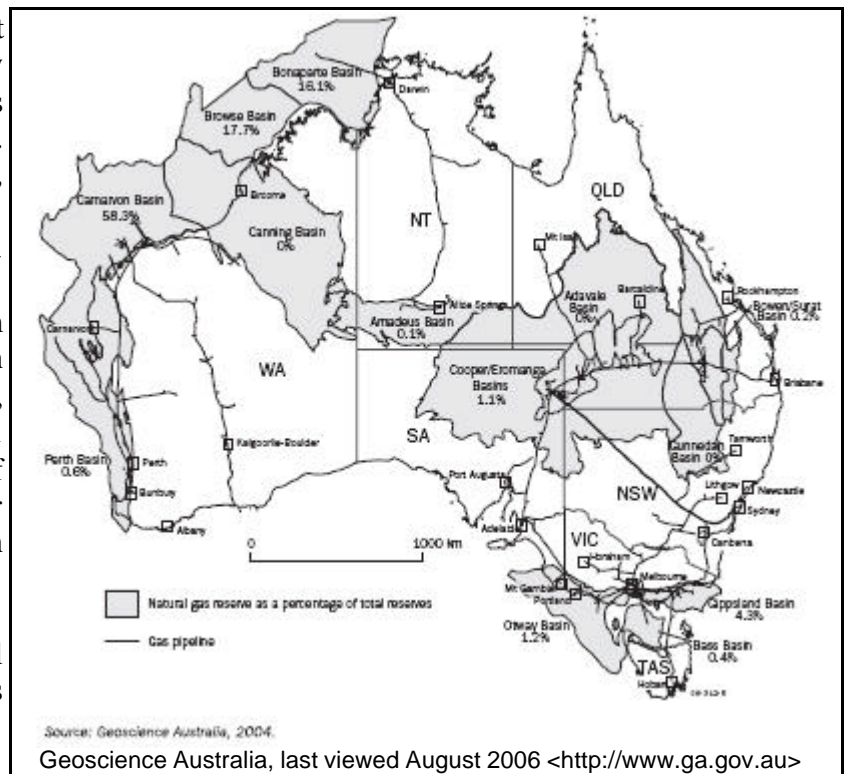 Bonaparte Basin
16.1%
Darwin
Browse Basin
17.7%
Broome
Carnarvon Basin
58.3%
Canning Basin
0%
NT
QLD
Mt Isa
Alice Springs
Amadeus Basin
0.1%
Adavale
Basin
0%
Barcaldine
Rockhampton
Bowen/Surat
Basin 0.2%
Carnarvon
WA
Cooper/Eromanga
Basins
1.1%
Brisbane
SA
Kalgoorlie-Boulder
Perth Basin
0.6%
Perth
Bunbury
Albany
Port Augusta
Gunnedah
Basin 0%
Tamworth
NSW
Lithgow
Newcastle
Sydney
Adelaide
Canberra
VIC
Horsham
Melbourne
Mt Gambier
Portland
0 1000 km
Gippsland Basin
4.3%
Otway Basin
1.2%
Bass Basin
0.4%
TAS
Hobart
Natural gas reserve as a percentage of total reserves
Gas pipeline
Source: Geoscience Australia, 2004.
Geoscience Australia, last viewed August 2006 <http://www.ga.gov.au>